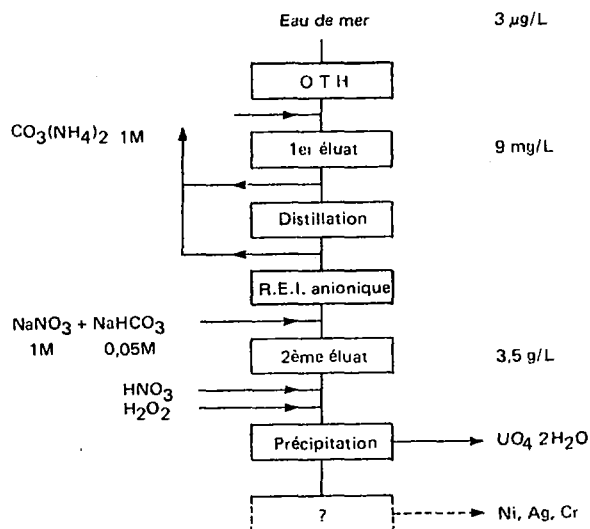 Eau de mer 3 µg/L
O T H
CO3(NH4)2 1M
1er éluat 9 mg/L
Distillation
R.E.I. anionique
NaNO3 + NaHCO3
1M 0,05M
2ème éluat 3,5 g/L
HNO3
H2O2
Précipitation UO4 2H2O
? Ni, Ag, Cr